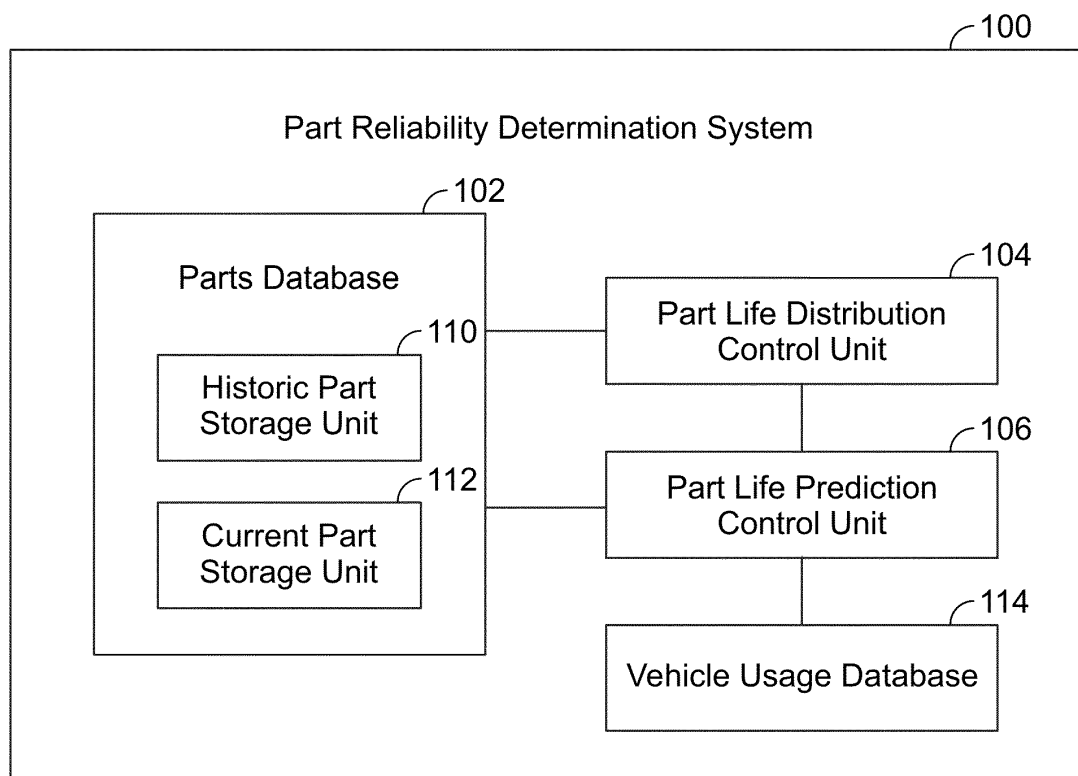 100
Part Reliability Determination System
102
Parts Database
110
Historic Part
Storage Unit
112
Current Part
Storage Unit
104
Part Life Distribution
Control Unit
106
Part Life Prediction
Control Unit
114
Vehicle Usage Database